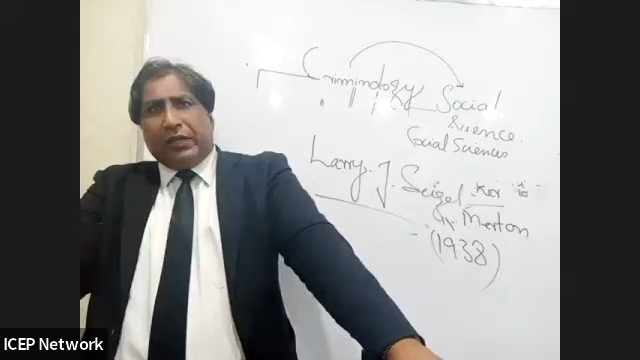 Criminology
Social
Science.
Social Sciences
Larry. J. Seigel
Merton
(1938)
ICEP Network